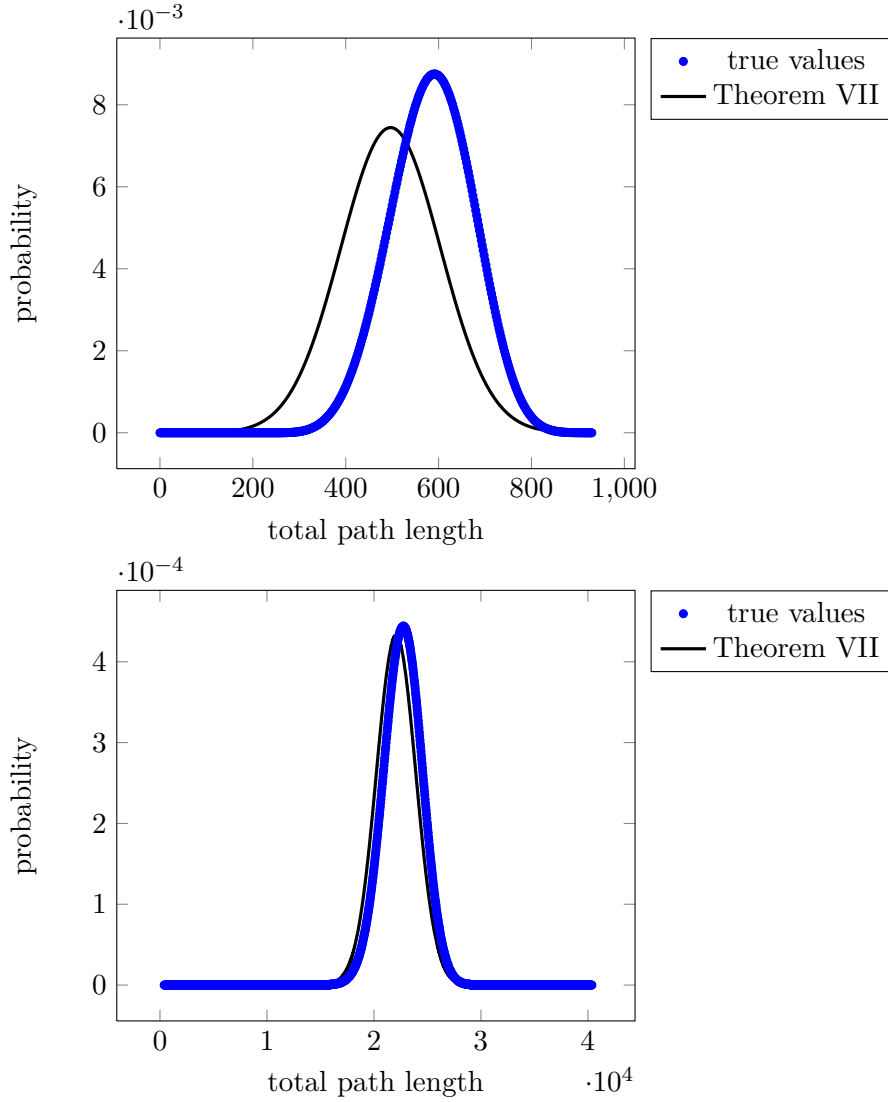 ·10⁻³
8
6
4
2
0
probability
0 200 400 600 800 1,000
total path length
true values
Theorem VII
·10⁻⁴
4
3
2
1
0
probability
0 1 2 3 4
total path length ·10⁴
true values
Theorem VII